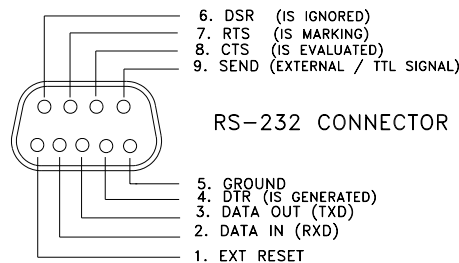 6. DSR (IS IGNORED)
7. RTS (IS MARKING)
8. CTS (IS EVALUATED)
9. SEND (EXTERNAL / TTL SIGNAL)
RS-232 CONNECTOR
5. GROUND
4. DTR (IS GENERATED)
3. DATA OUT (TXD)
2. DATA IN (RXD)
1. EXT RESET